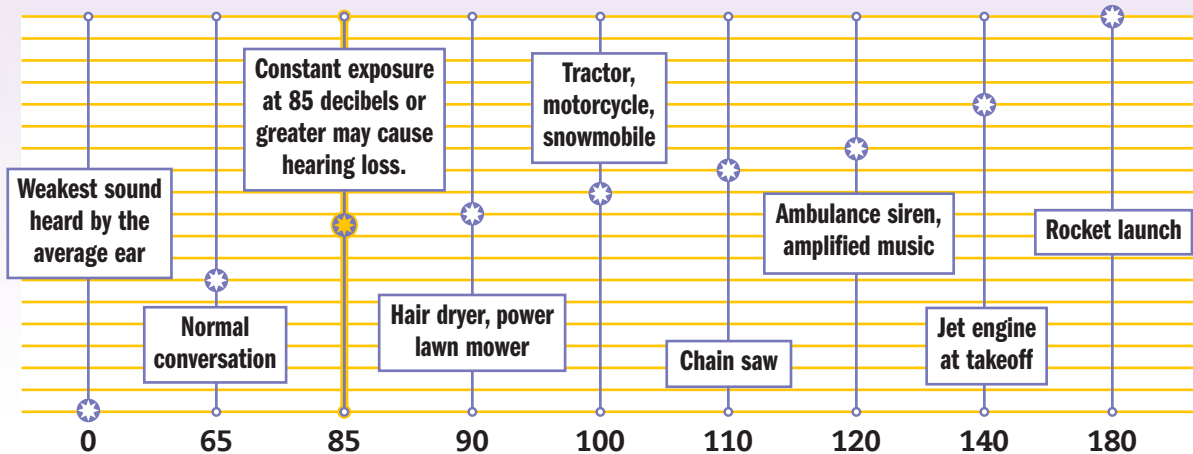 Weakest sound
heard by the
average ear
Normal
conversation
Constant exposure
at 85 decibels or
greater may cause
hearing loss.
Hair dryer, power
lawn mower
Tractor,
motorcycle,
snowmobile
Chain saw
Ambulance siren,
amplified music
Jet engine
at takeoff
Rocket launch
0 65 85 90 100 110 120 140 180